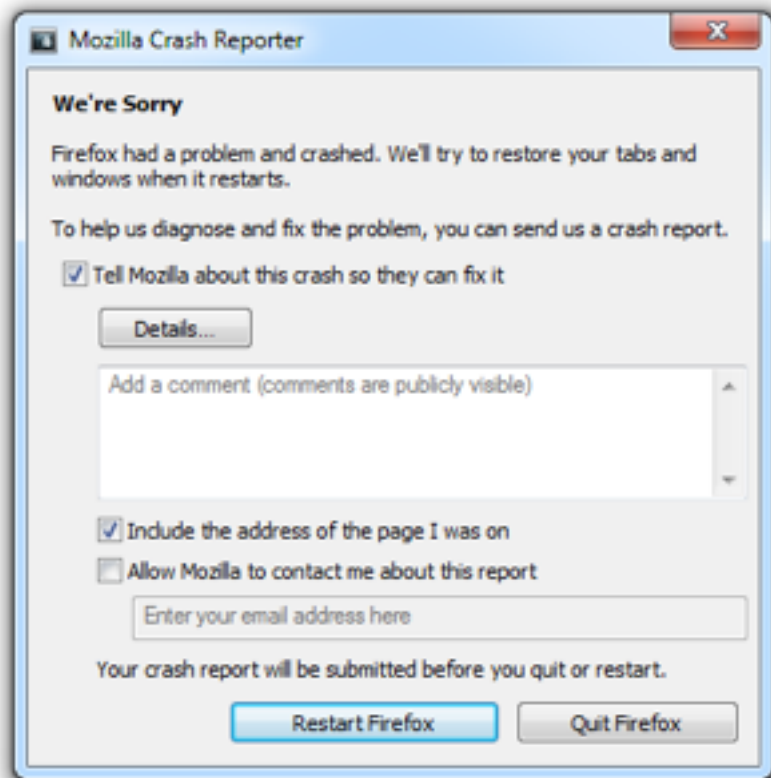 Mozilla Crash Reporter
We're Sorry
Firefox had a problem and crashed. We'll try to restore your tabs and
windows when it restarts.
To help us diagnose and fix the problem, you can send us a crash report.
Tell Mozilla about this crash so they can fix it
Details...
Add a comment (comments are publicly visible)
Include the address of the page I was on
Allow Mozilla to contact me about this report
Enter your email address here
Your crash report will be submitted before you quit or restart.
Restart Firefox
Quit Firefox